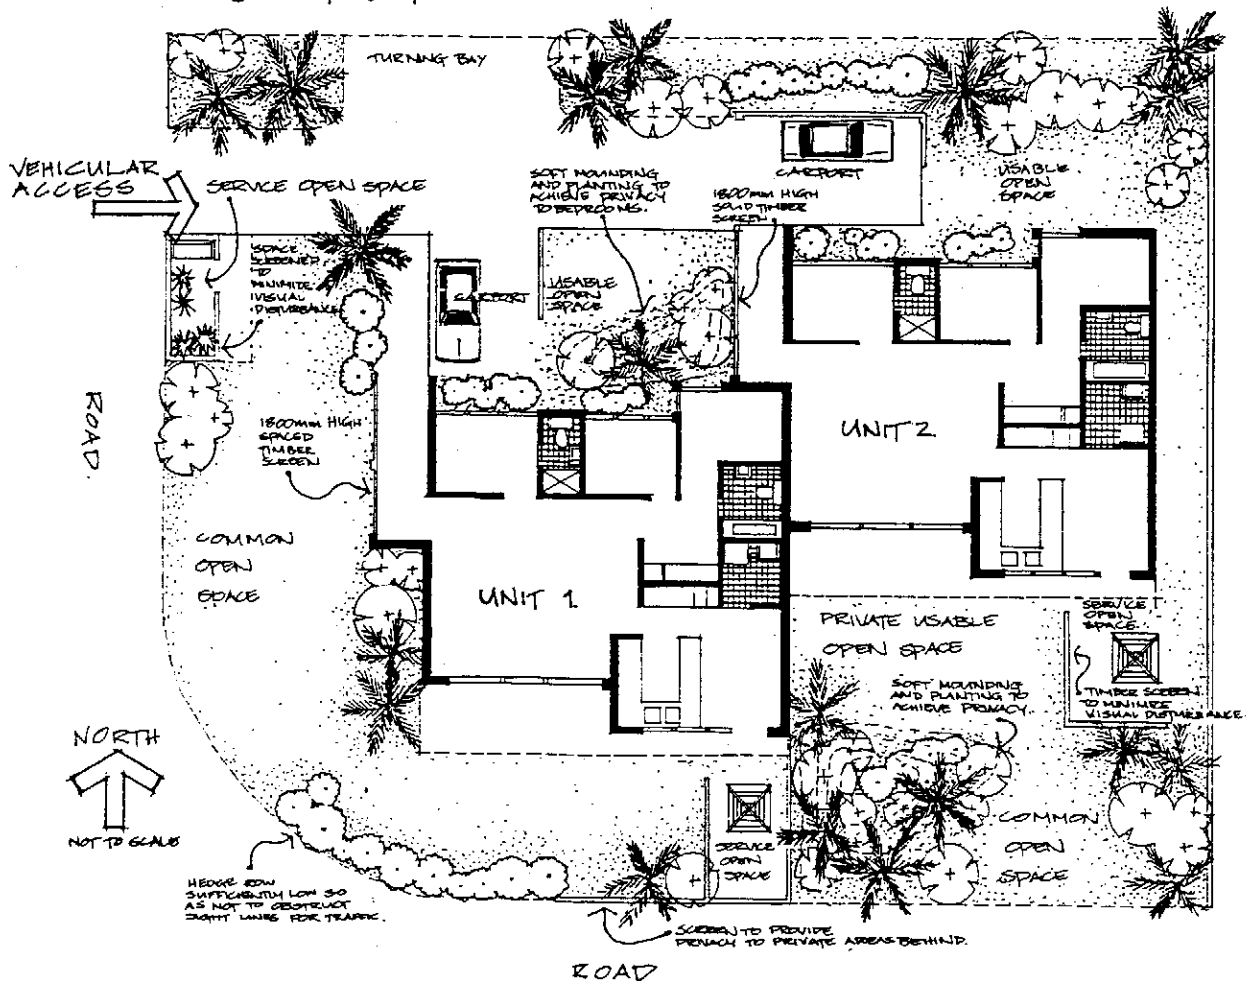 TURNING BAY
VEHICULAR
ACCESS
SERVICE OPEN SPACE
SOFT MOUNDING
AND PLANTING TO
ACHIEVE PRIVACY
TO BEDROOMS.
1800mm HIGH
SOLID TIMBER
SCREEN
CARPORT
USABLE
OPEN
SPACE
SPACE
SCREENED
TO
MINIMISE
VISUAL
DISTURBANCE
CARPORT
USABLE
OPEN
SPACE
ROAD.
1800mm HIGH
SPACED
TIMBER
SCREEN
UNIT 2
COMMON
OPEN
SPACE
UNIT 1
PRIVATE USABLE
OPEN SPACE
SERVICE
OPEN
SPACE.
SOFT MOUNDING
AND PLANTING TO
ACHIEVE PRIVACY.
TIMBER SCREEN
TO MINIMISE
VISUAL DISTURBANCE.
NORTH
NOT TO SCALE
SERVICE
OPEN
SPACE
COMMON
OPEN
SPACE
HEDGE ROW
SUFFICIENTLY LOW SO
AS NOT TO OBSTRUCT
SIGHT LINES FOR TRAFFIC.
SCREEN TO PROVIDE
PRIVACY TO PRIVATE AREAS BEHIND.
ROAD